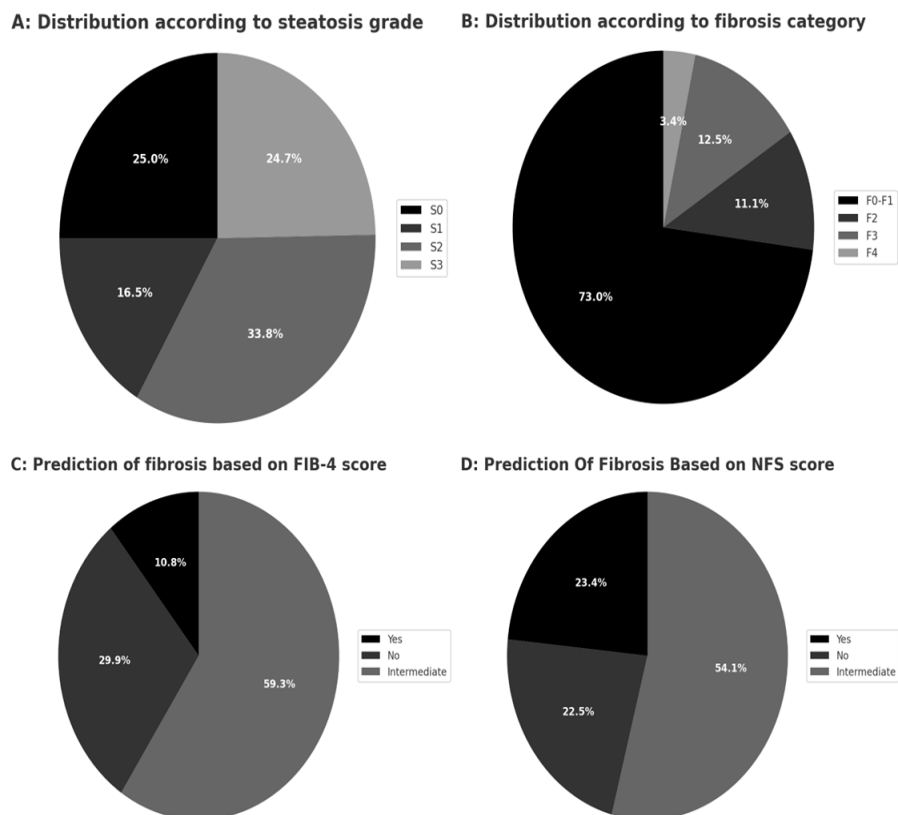 A: Distribution according to steatosis grade
25.0%
24.7%
16.5%
33.8%
S0
S1
S2
S3
B: Distribution according to fibrosis category
3.4%
12.5%
11.1%
73.0%
F0-F1
F2
F3
F4
C: Prediction of fibrosis based on FIB-4 score
10.8%
29.9%
59.3%
Yes
No
Intermediate
D: Prediction Of Fibrosis Based on NFS score
23.4%
54.1%
22.5%
Yes
No
Intermediate